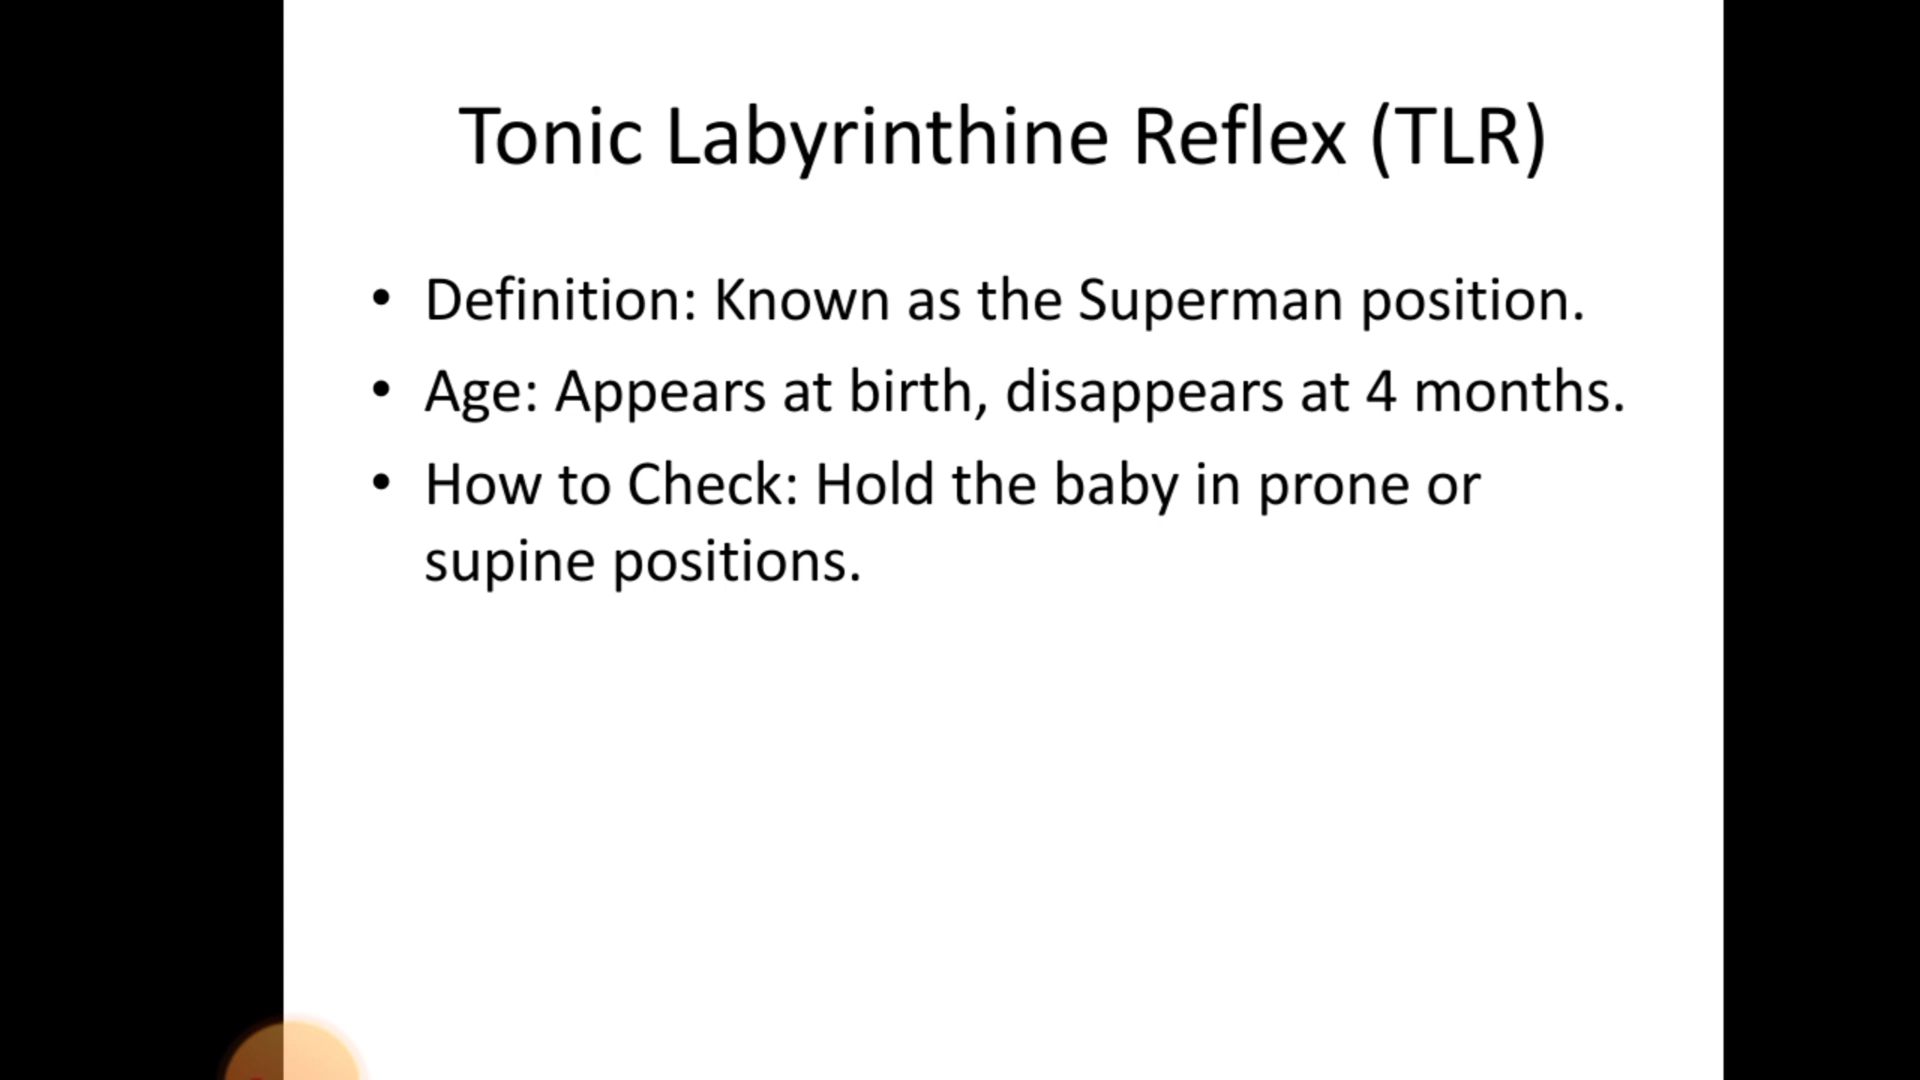 Tonic Labyrinthine Reflex (TLR)
• Definition: Known as the Superman position.
• Age: Appears at birth, disappears at 4 months.
• How to Check: Hold the baby in prone or
supine positions.